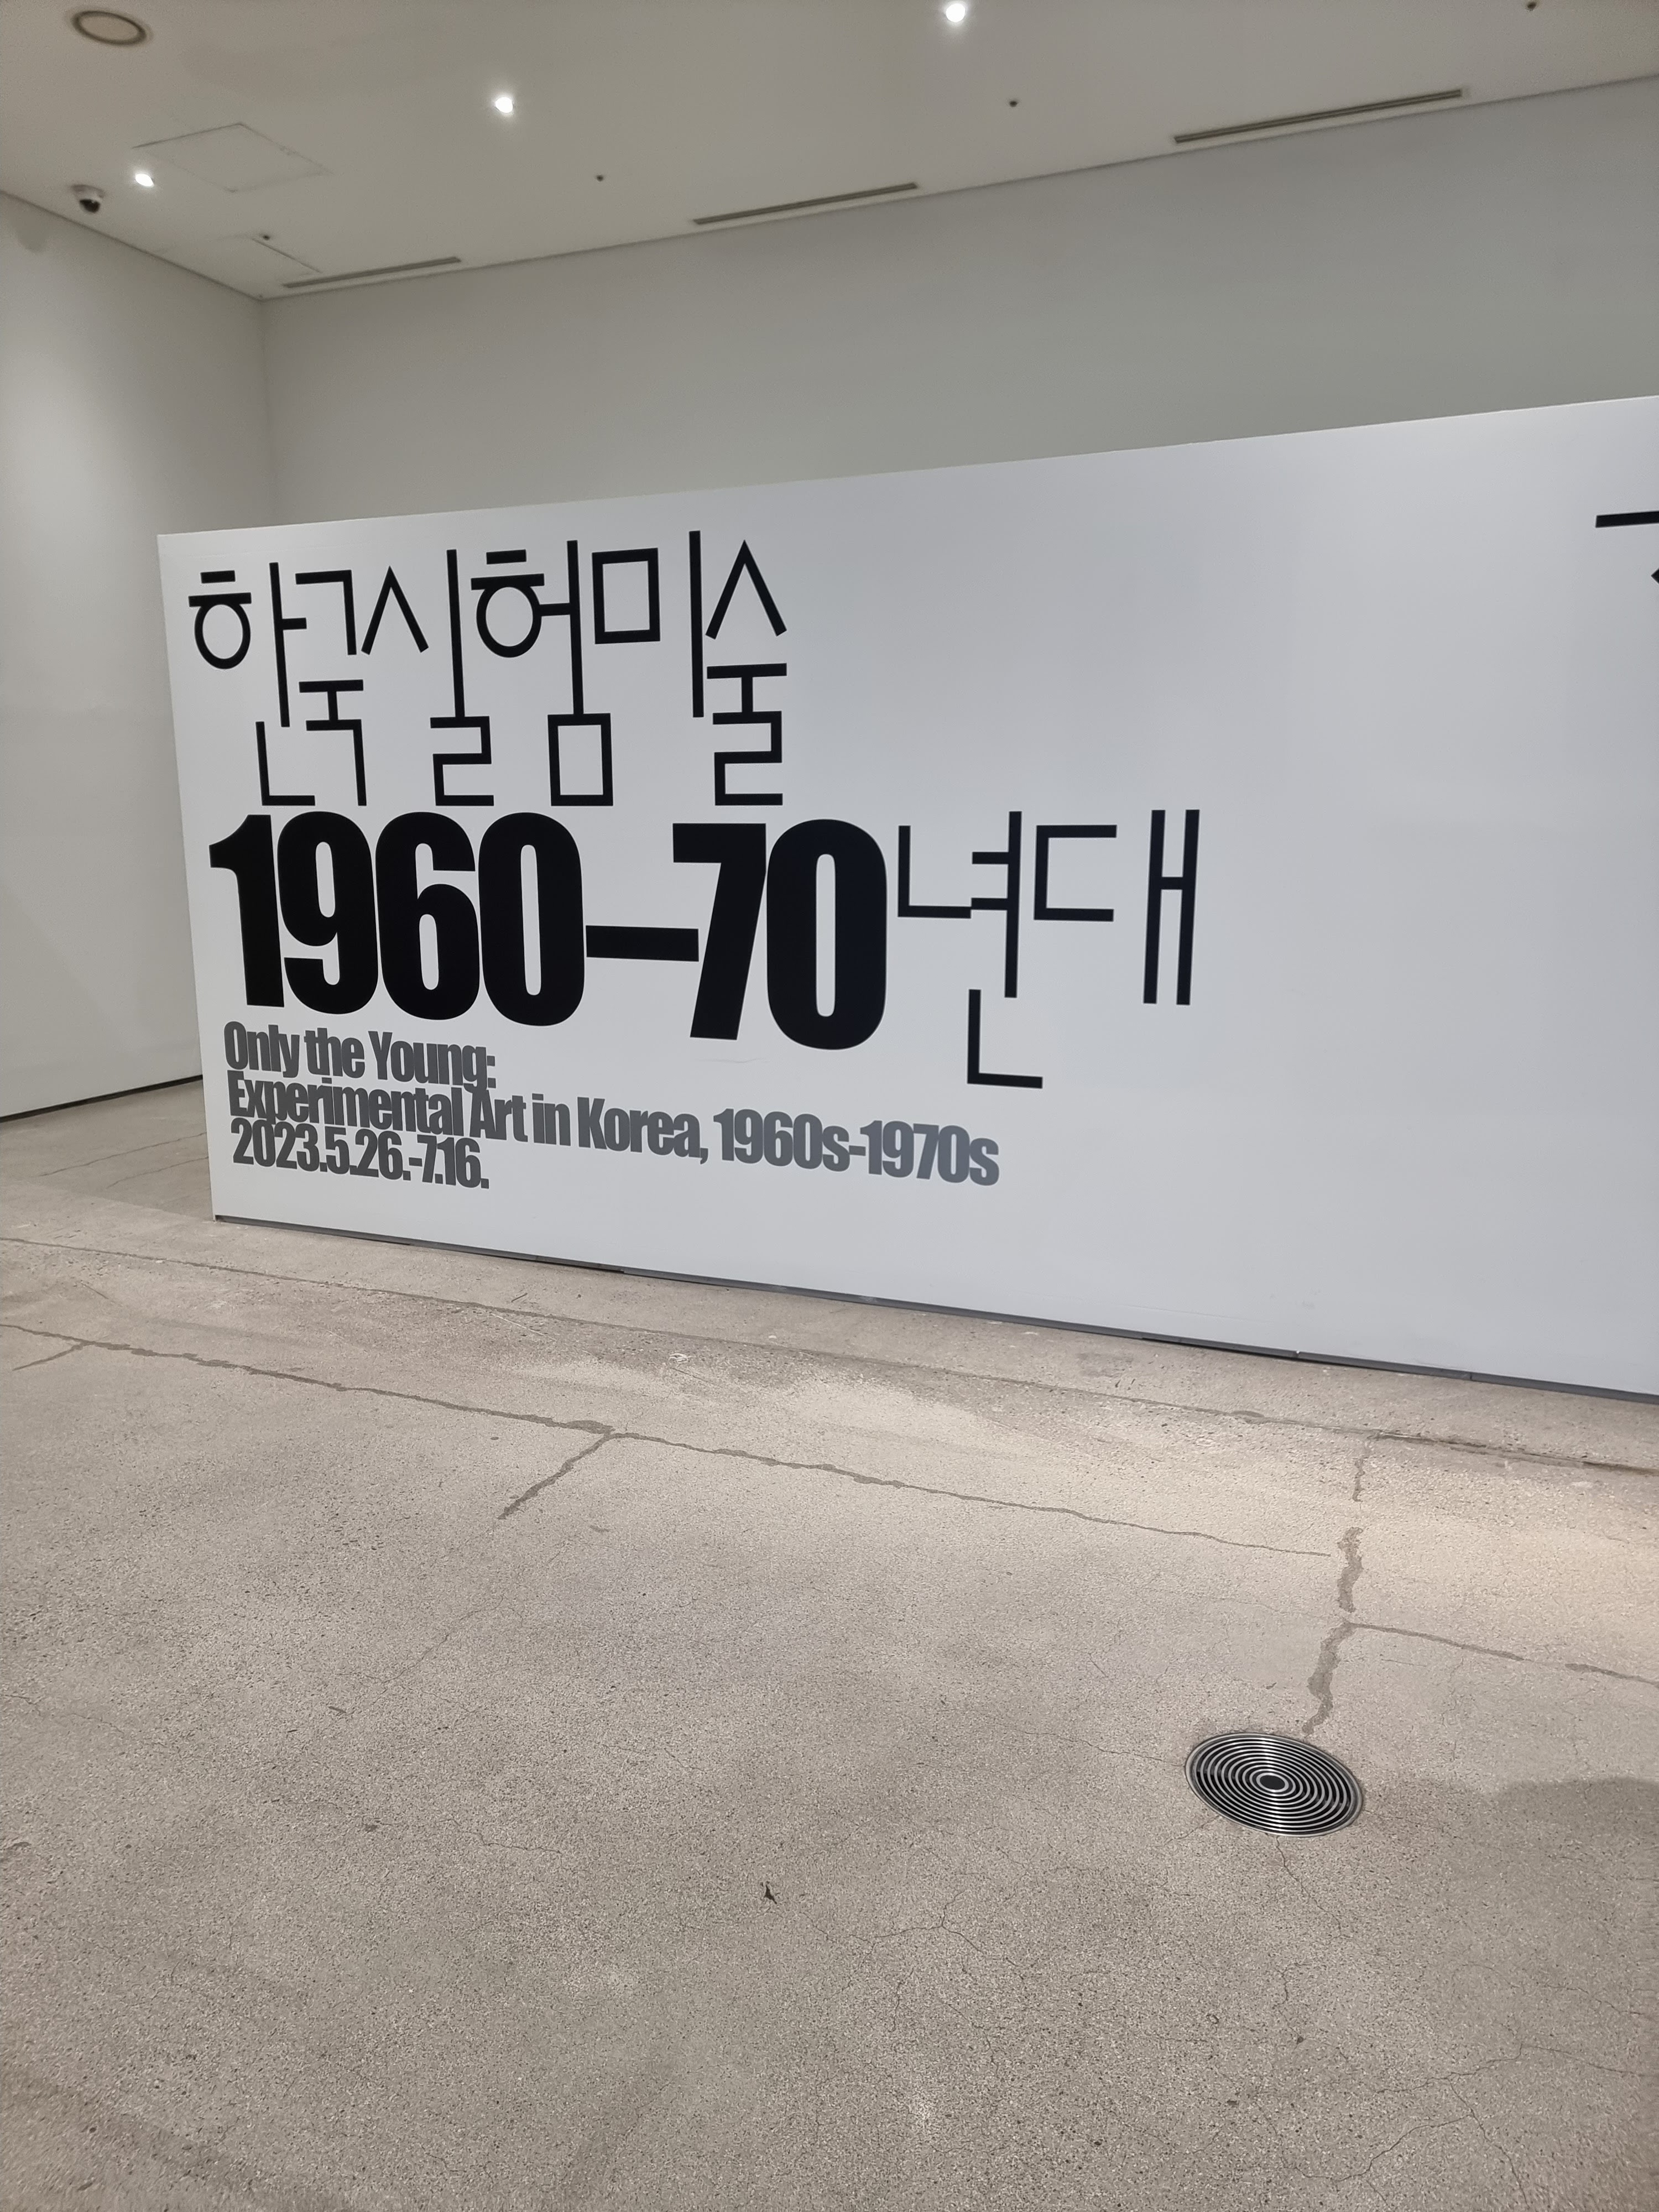 한국실험미술
1960–70년대
Only the Young:
Experimental Art in Korea, 1960s-1970s
2023.5.26.-7.16.